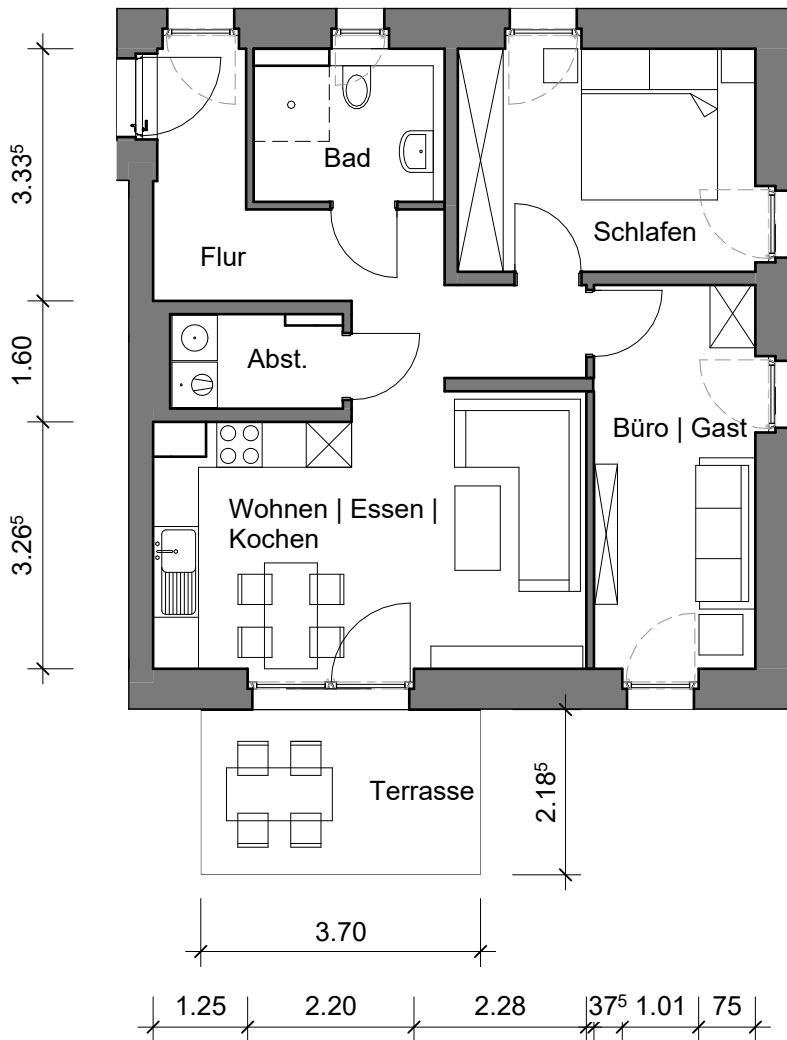 Bad
Schlafen
Flur
Abst.
Büro | Gast
Wohnen | Essen |
Kochen
Terrasse
3.33⁵
1.60
3.26⁵
2.18⁵
3.70
1.25 2.20 2.28 37⁵ 1.01 75